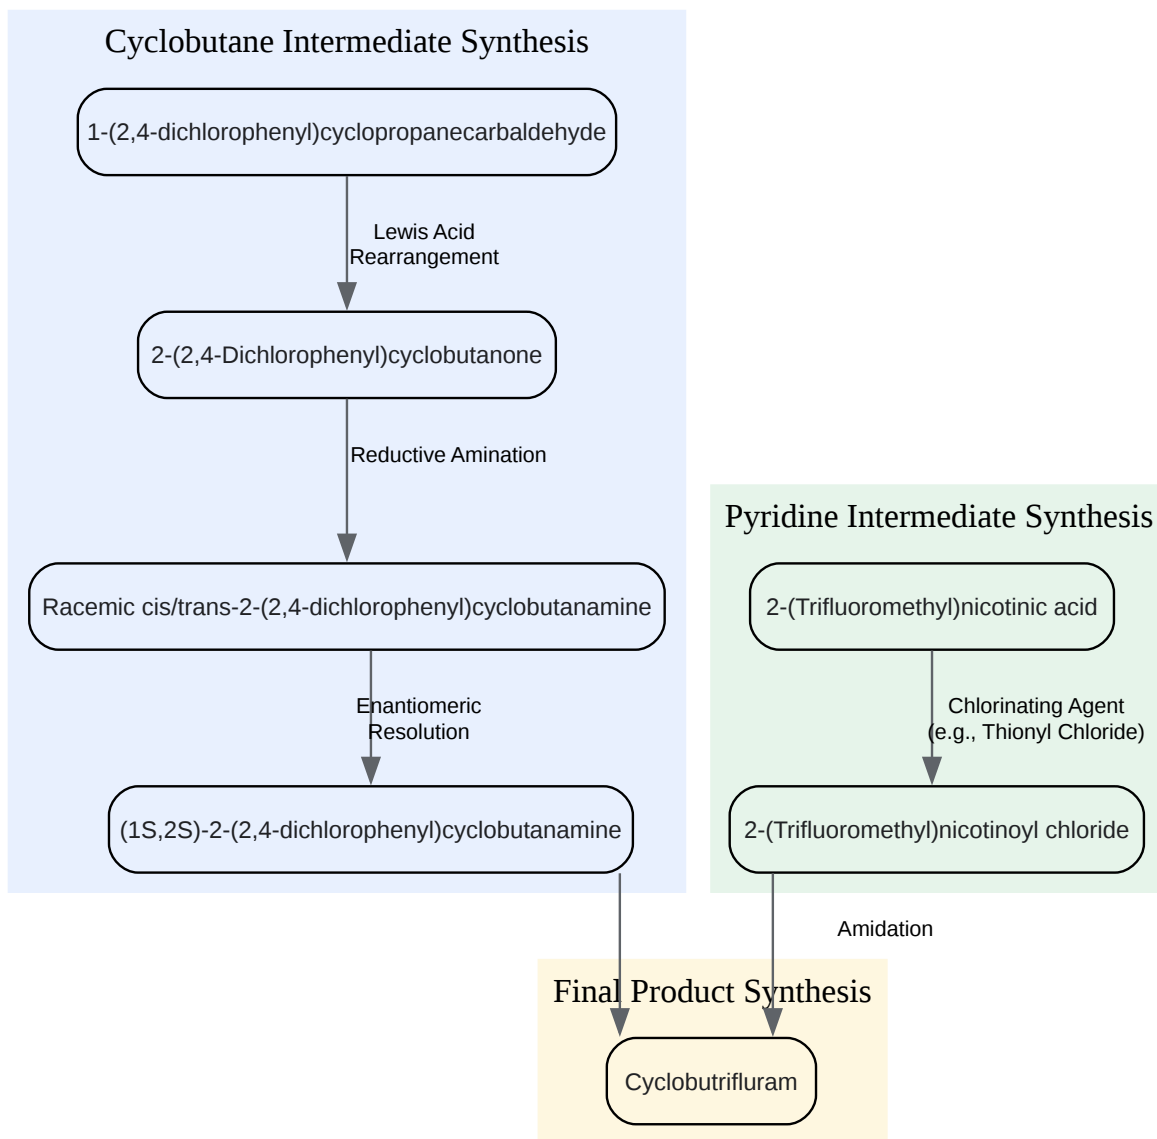 Cyclobutane Intermediate Synthesis
1-(2,4-dichlorophenyl)cyclopropanecarbaldehyde
Lewis Acid
Rearrangement
2-(2,4-Dichlorophenyl)cyclobutanone
Reductive Amination
Racemic cis/trans-2-(2,4-dichlorophenyl)cyclobutanamine
Enantiomeric
Resolution
(1S,2S)-2-(2,4-dichlorophenyl)cyclobutanamine
Pyridine Intermediate Synthesis
2-(Trifluoromethyl)nicotinic acid
Chlorinating Agent
(e.g., Thionyl Chloride)
2-(Trifluoromethyl)nicotinoyl chloride
Amidation
Final Product Synthesis
Cyclobutrifluram